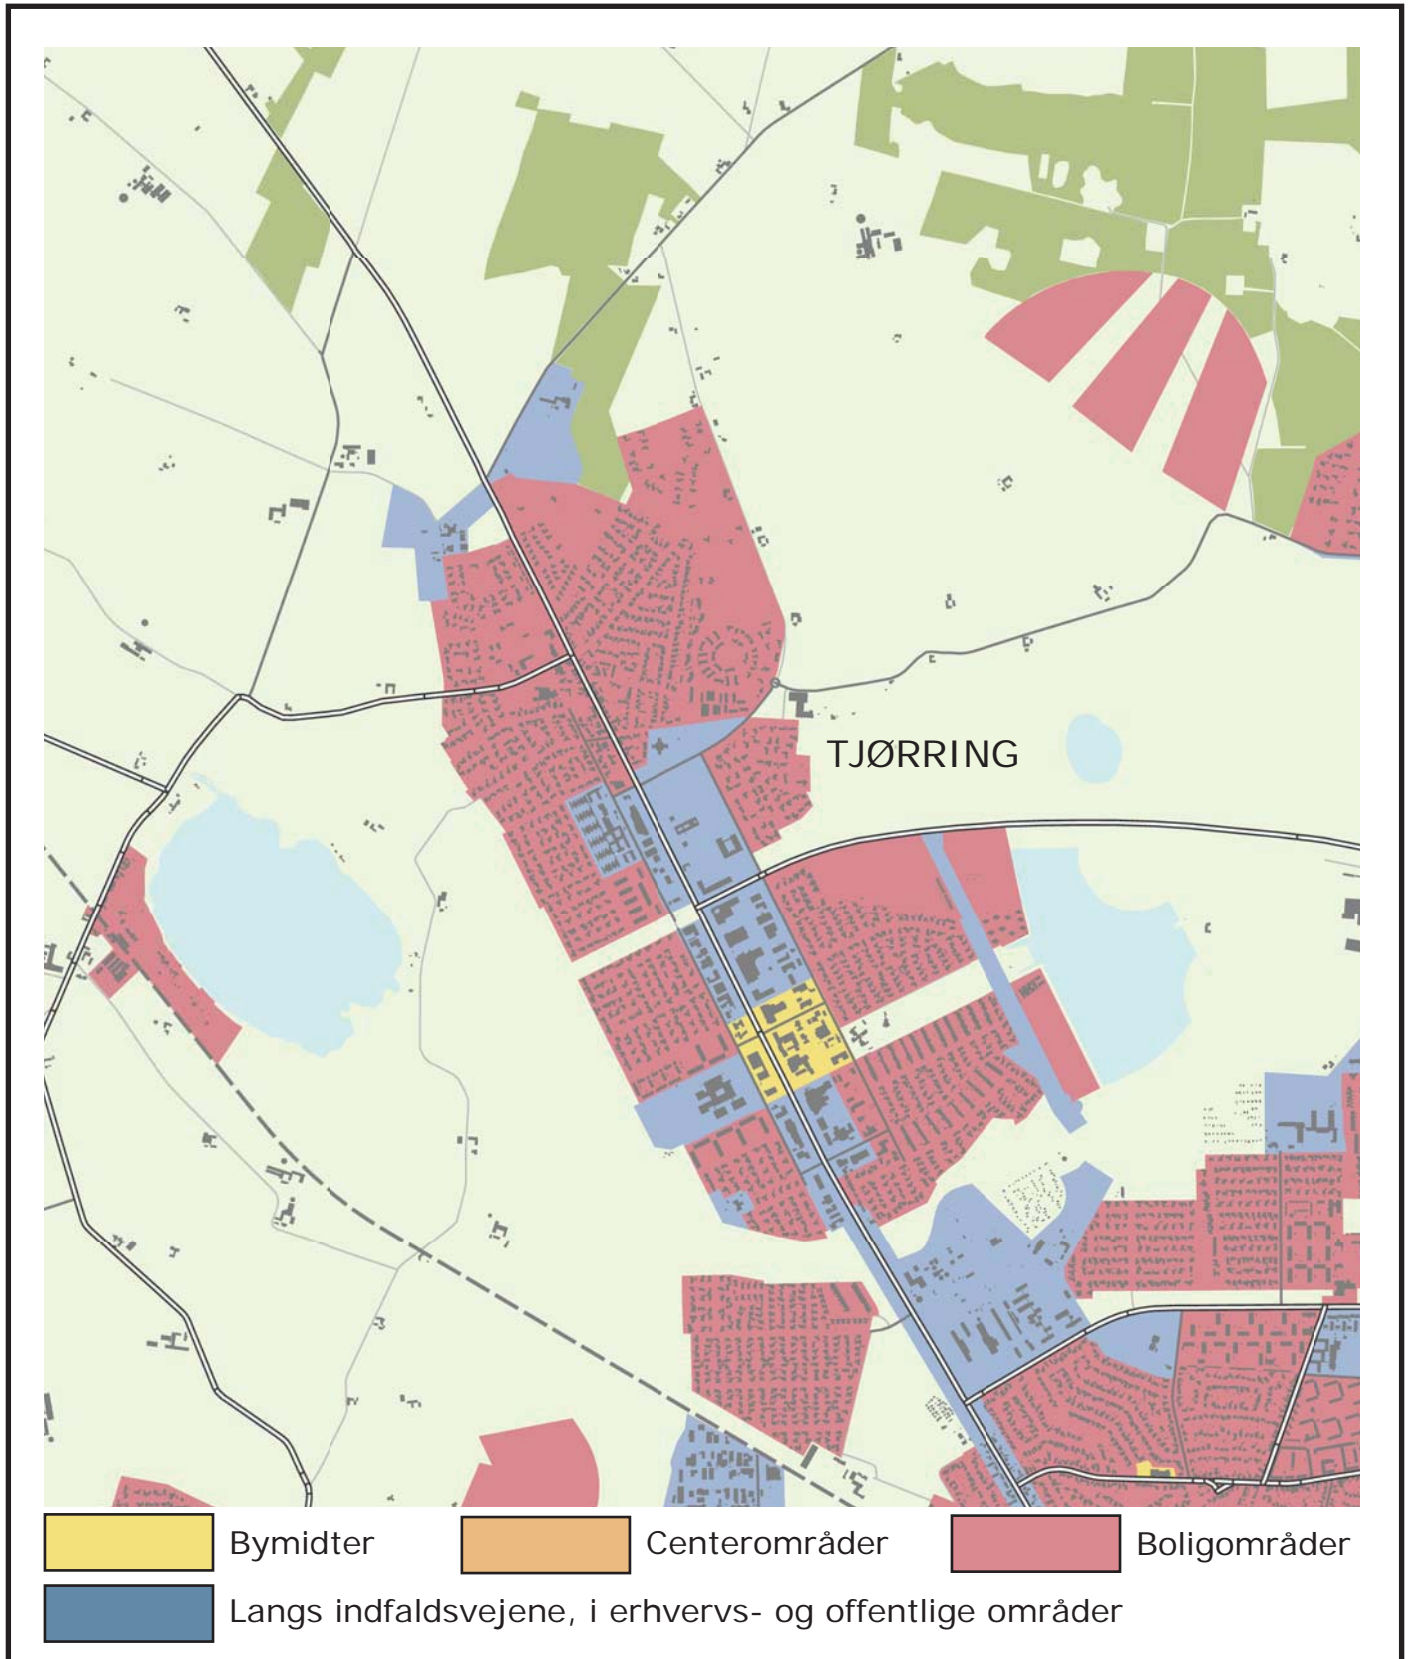 TJØRRING
Bymidter
Centerområder
Boligområder
Langs indfaldsvejene, i erhvervs- og offentlige områder